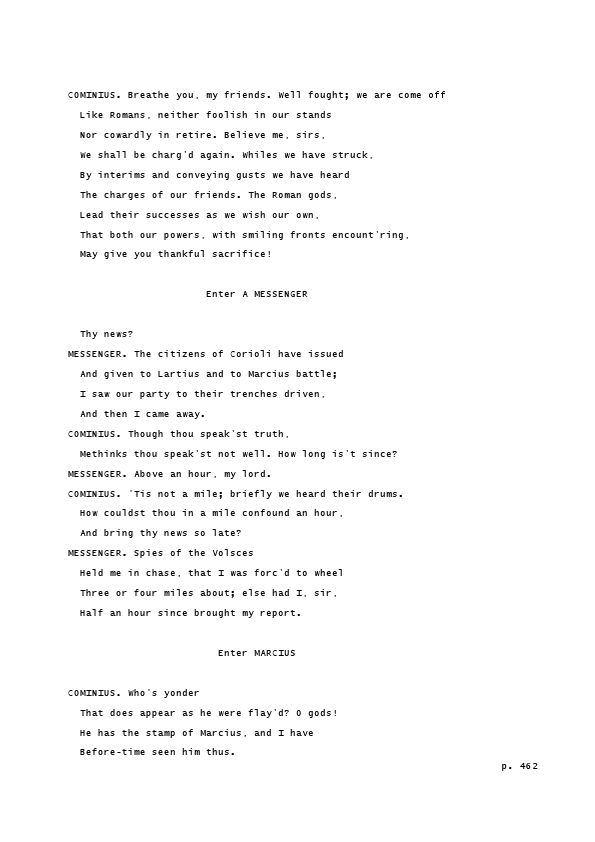 COMINIUS. Breathe you, my friends. Well fought; we are come off
Like Romans, neither foolish in our stands
Nor cowardly in retire. Believe me, sirs,
We shall be charg'd again. Whiles we have struck,
By interims and conveying gusts we have heard
The charges of our friends. The Roman gods,
Lead their successes as we wish our own,
That both our powers, with smiling fronts encount'ring,
May give you thankful sacrifice!
Enter A MESSENGER
Thy news?
MESSENGER. The citizens of Corioli have issued
And given to Lartius and to Marcius battle;
I saw our party to their trenches driven,
And then I came away.
COMINIUS. Though thou speak'st truth,
Methinks thou speak'st not well. How long is't since?
MESSENGER. Above an hour, my lord.
COMINIUS. 'Tis not a mile; briefly we heard their drums.
How couldst thou in a mile confound an hour,
And bring thy news so late?
MESSENGER. Spies of the Volsces
Held me in chase, that I was forc'd to wheel
Three or four miles about; else had I, sir,
Half an hour since brought my report.
Enter MARCIUS
COMINIUS. Who's yonder
That does appear as he were flay'd? O gods!
He has the stamp of Marcius, and I have
Before-time seen him thus.
p. 462